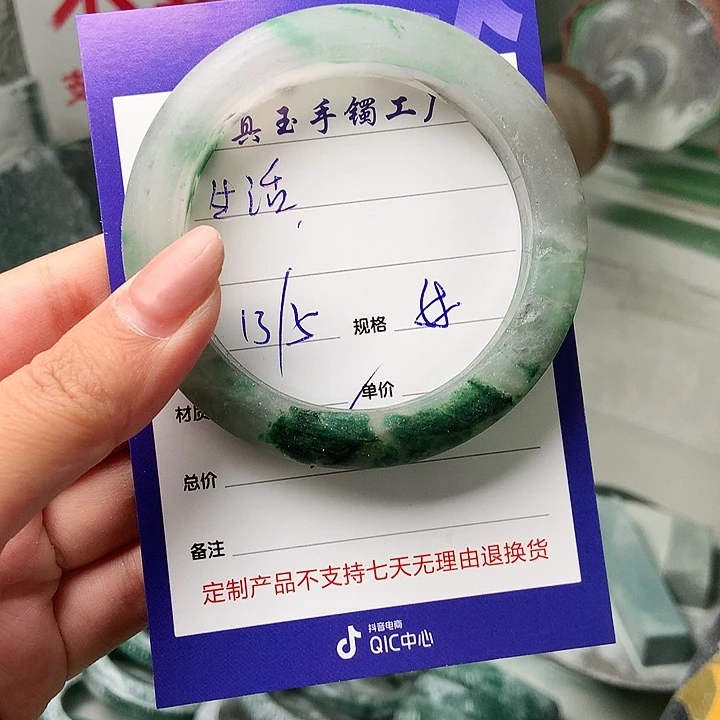 具玉手镯工厂
生活
13/5 规格
单价
材质
总价
备注
定制产品不支持七天无理由退换货
抖音电商
QIC中心